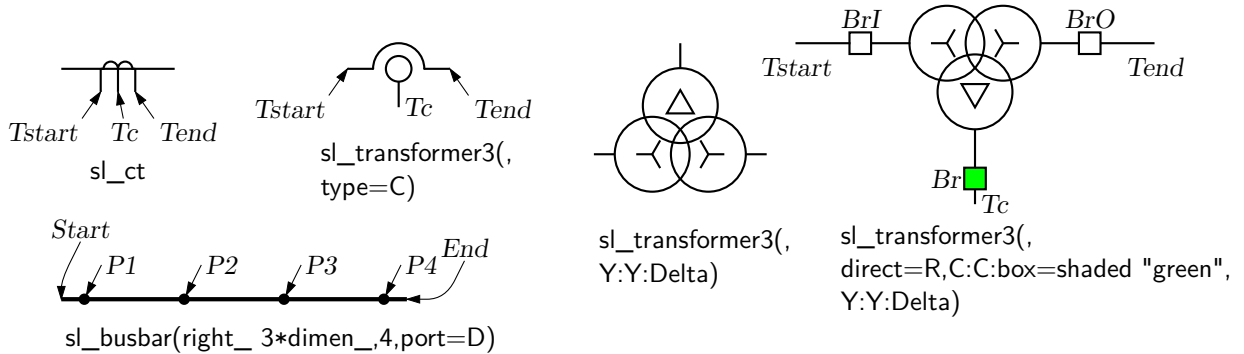 Tstart Tc Tend
sl_ct
Tstart Tc Tend
sl_transformer3(,
type=C)
Start P1 P2 P3 P4 End
sl_busbar(right_ 3*dimen_,4,port=D)
sl_transformer3(,
Y:Y:Delta)
BrI BrO
Tstart Tend
Br
Tc
sl_transformer3(,
direct=R,C:C:box=shaded "green",
Y:Y:Delta)